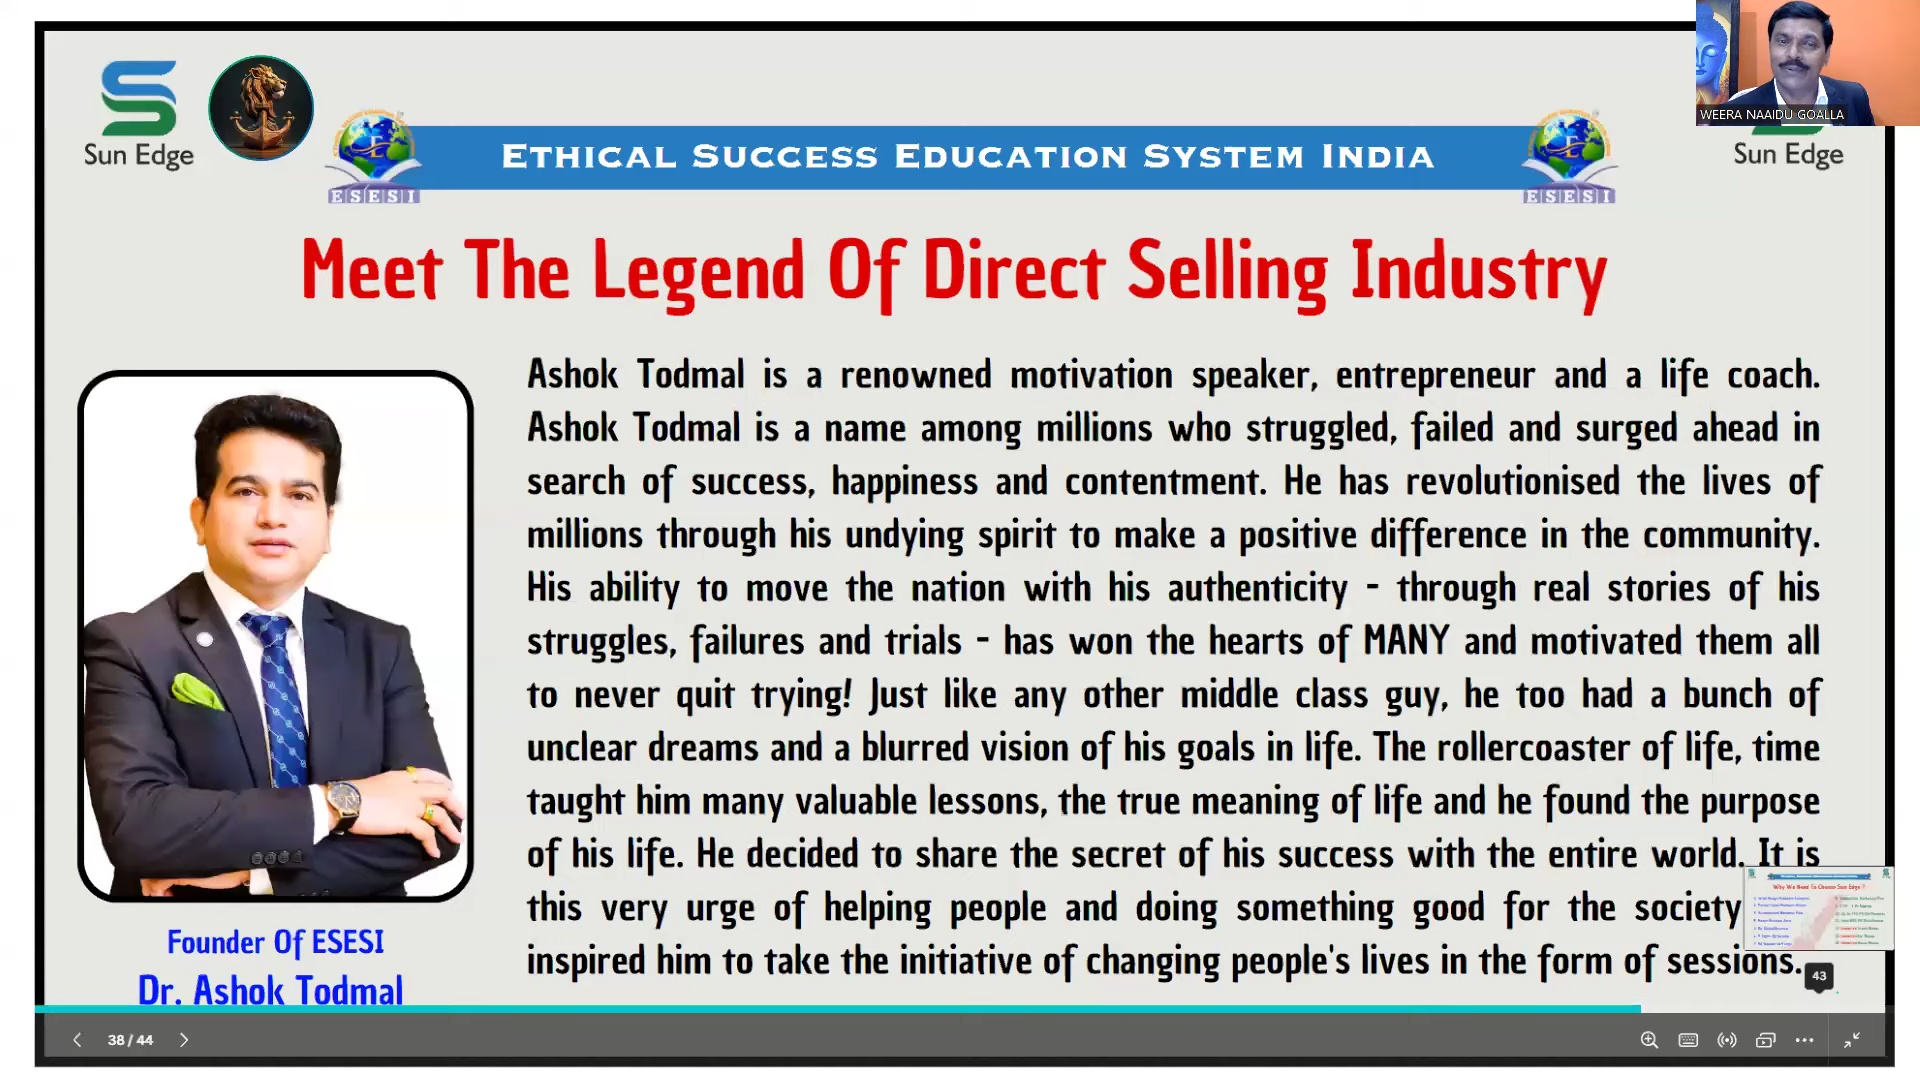 WEERA NAAIDU GOALLA
Sun Edge
Sun Edge
ETHICAL SUCCESS EDUCATION SYSTEM INDIA
ESESI
ESESI
Meet The Legend Of Direct Selling Industry
Ashok Todmal is a renowned motivation speaker, entrepreneur and a life coach.
Ashok Todmal is a name among millions who struggled, failed and surged ahead in
search of success, happiness and contentment. He has revolutionised the lives of
millions through his undying spirit to make a positive difference in the community.
His ability to move the nation with his authenticity - through real stories of his
struggles, failures and trials - has won the hearts of MANY and motivated them all
to never quit trying! Just like any other middle class guy, he too had a bunch of
unclear dreams and a blurred vision of his goals in life. The rollercoaster of life, time
taught him many valuable lessons, the true meaning of life and he found the purpose
of his life. He decided to share the secret of his success with the entire world. It is
this very urge of helping people and doing something good for the society
inspired him to take the initiative of changing people's lives in the form of sessions.
Founder Of ESESI
Dr. Ashok Todmal
Why We Need To Choose Sun Edge ?
43
38 / 44